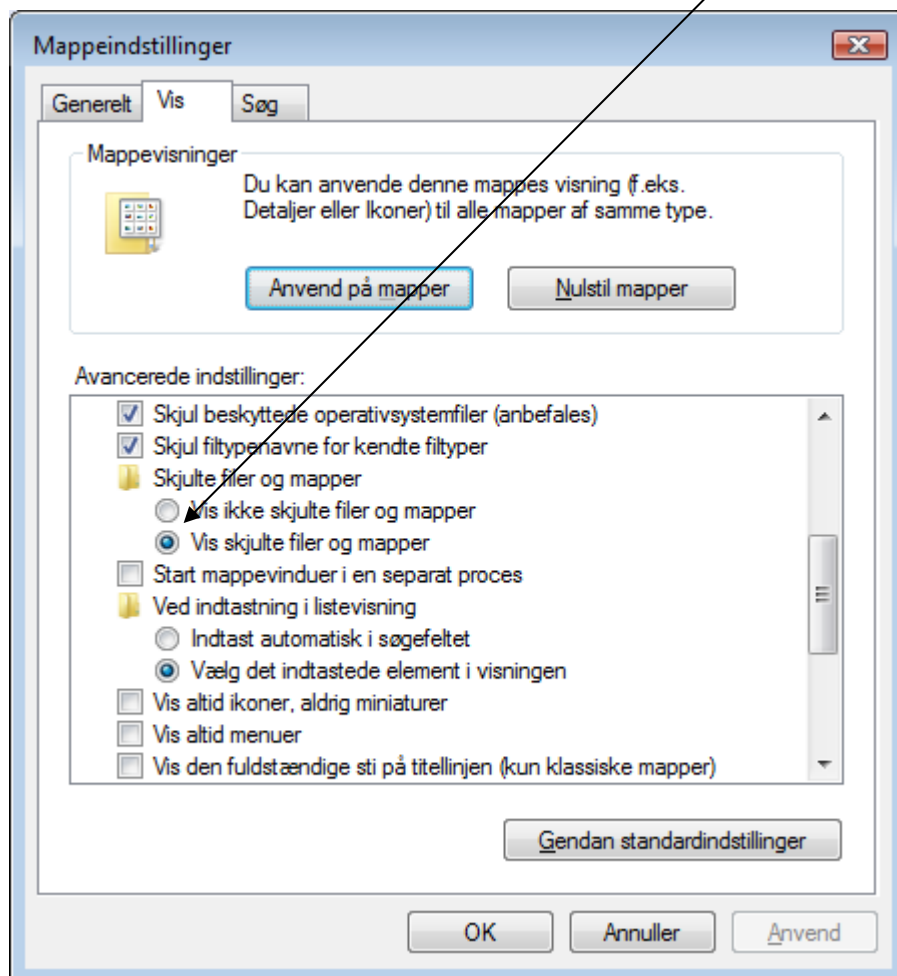 Mappeindstillinger
Generelt
Vis
Søg
Mappevisninger
Du kan anvende denne mappes visning (f.eks.
Detaljer eller Ikoner) til alle mapper af samme type.
Anvend på mapper
Nulstil mapper
Avancerede indstillinger:
Skjul beskyttede operativsystemfiler (anbefales)
Skjul filtypenavne for kendte filtyper
Skjulte filer og mapper
Vis ikke skjulte filer og mapper
Vis skjulte filer og mapper
Start mappevinduer i en separat proces
Ved indtastning i listevisning
Indtast automatisk i søgefeltet
Vælg det indtastede element i visningen
Vis altid ikoner, aldrig miniaturer
Vis altid menuer
Vis den fuldstændige sti på titellinjen (kun klassiske mapper)
Gendan standardindstillinger
OK
Annuller
Anvend